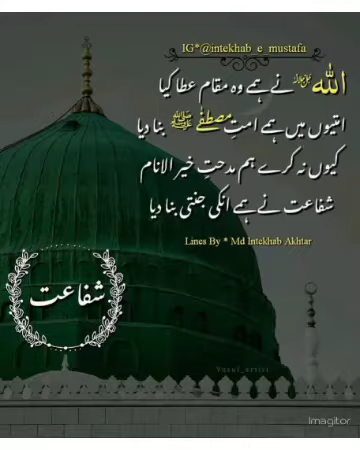 IG*@intekhab_e_mustafa
اللہ ﷻ نے ہمے وہ مقام عطا کیا
امتیوں میں ہمے امتِ مصطفےٰ ﷺ بنا دیا
کیوں نہ کرے ہم مدحتِ خیر الانام
شفاعت نے ہمے انکی جنتی بنا دیا
Lines By * Md Intekhab Akhtar
شفاعت
Yasul_artist
Imagitor